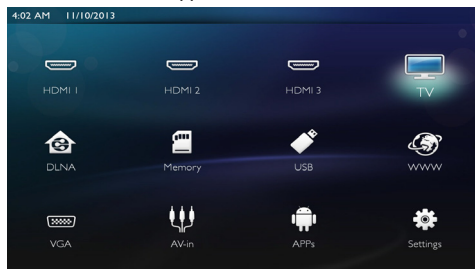 4:02 AM 11/10/2013
HDMI 1 HDMI 2 HDMI 3 TV
DLNA Memory USB WWW
VGA AV-in APPs Settings